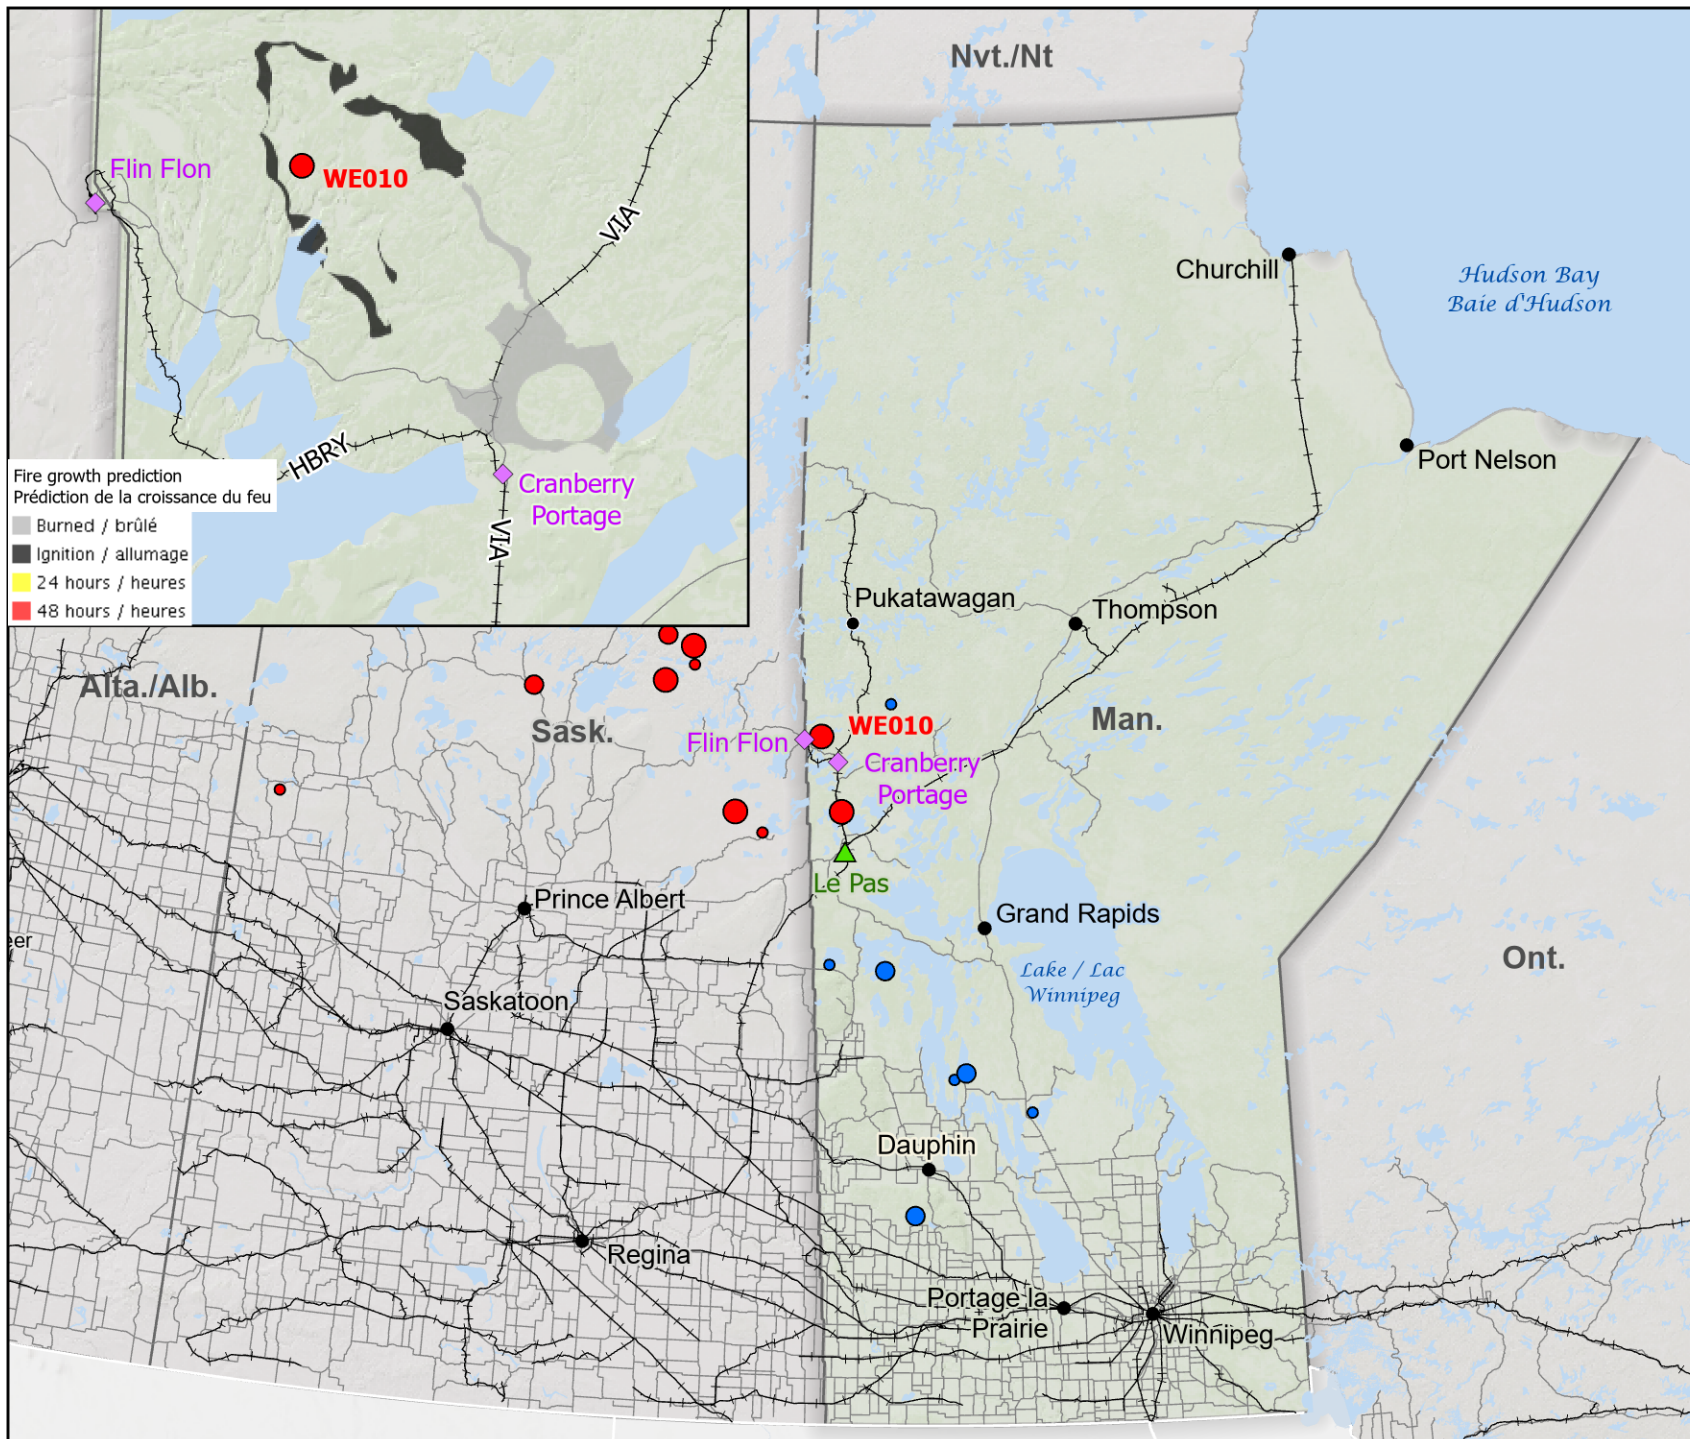 Nvt./Nt
Flin Flon
WE010
VIA
Churchill
Hudson Bay
Baie d'Hudson
HBRY
Port Nelson
Fire growth prediction
Prédiction de la croissance du feu
Burned / brûlé
Ignition / allumage
24 hours / heures
48 hours / heures
Cranberry
Portage
VIA
Pukatawagan
Thompson
Alta./Alb.
Sask.
Man.
Flin Flon
WE010
Cranberry
Portage
Le Pas
Prince Albert
Grand Rapids
eer
Ont.
Lake / Lac
Winnipeg
Saskatoon
Dauphin
Regina
Portage la
Prairie
Winnipeg